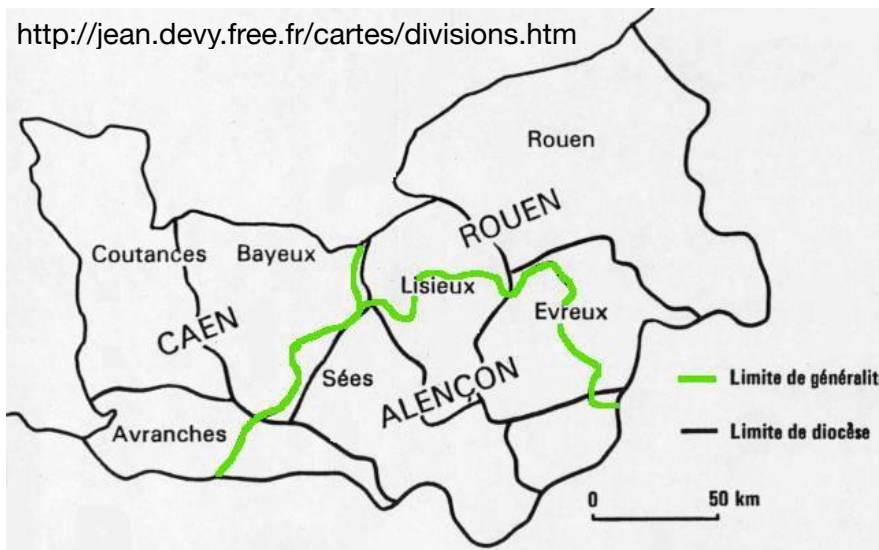 http://jean.devy.free.fr/cartes/divisions.htm
Rouen
ROUEN
Coutances
Bayeux
Lisieux
Evreux
CAEN
Sées
ALENÇON
Avranches
Limite de généralit
Limite de diocèse
0 50 km